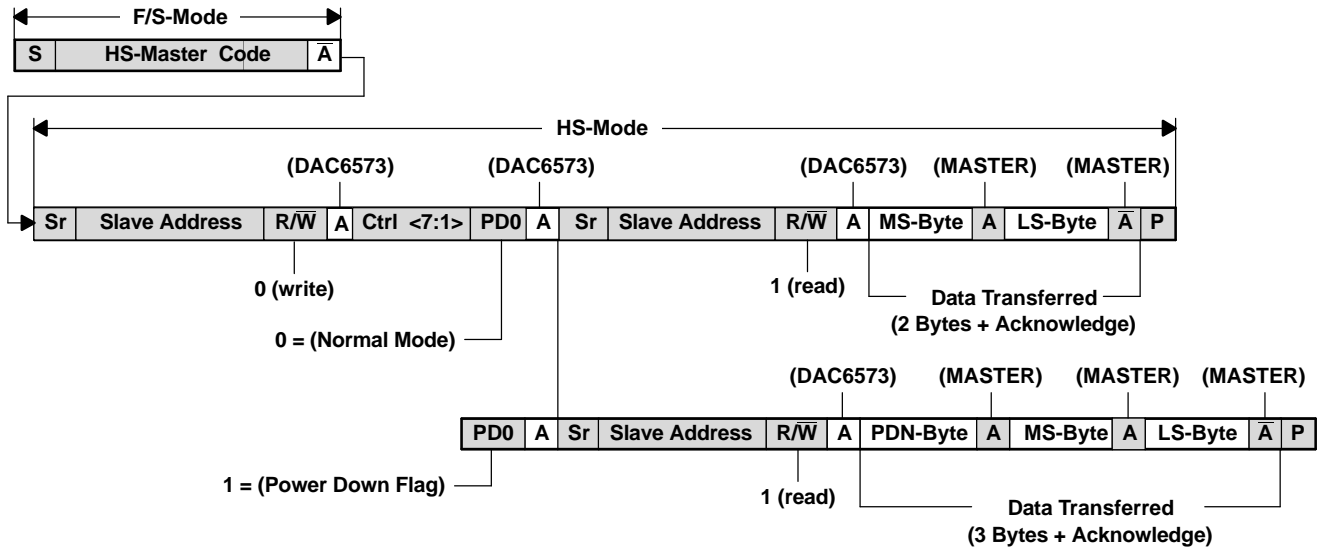 F/S-Mode
S HS-Master Code A̅
HS-Mode
(DAC6573) (DAC6573) (DAC6573) (MASTER) (MASTER)
Sr Slave Address R/W̅ A Ctrl <7:1> PD0 A Sr Slave Address R/W̅ A MS-Byte A LS-Byte A̅ P
0 (write) 1 (read) Data Transferred
(2 Bytes + Acknowledge)
0 = (Normal Mode)
(DAC6573) (MASTER) (MASTER) (MASTER)
PD0 A Sr Slave Address R/W̅ A PDN-Byte A MS-Byte A LS-Byte A̅ P
1 = (Power Down Flag) 1 (read) Data Transferred
(3 Bytes + Acknowledge)